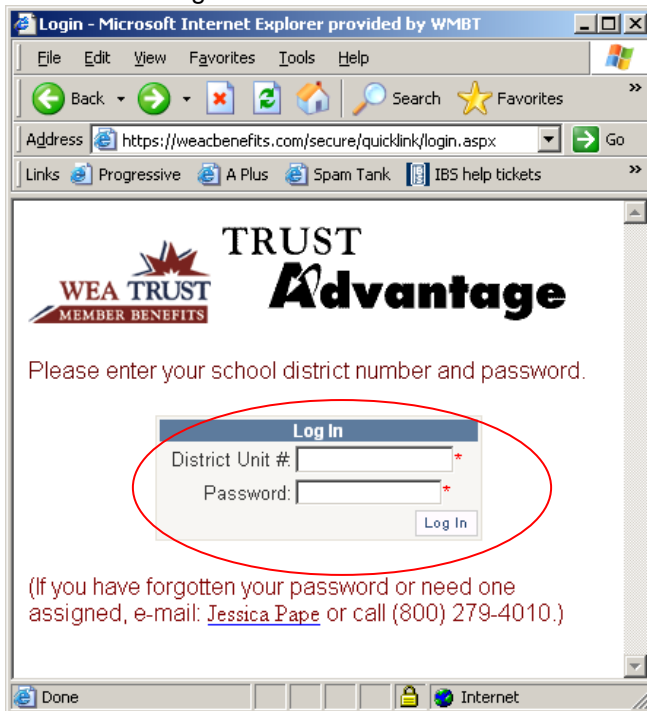 Login - Microsoft Internet Explorer provided by WMBT
File Edit View Favorites Tools Help
Back Search Favorites »
Address https://weacbenefits.com/secure/quicklink/login.aspx Go
Links Progressive A Plus Spam Tank IBS help tickets »
TRUST
Advantage
WEA TRUST
MEMBER BENEFITS
Please enter your school district number and password.
Log In
District Unit #: *
Password: *
Log In
(If you have forgotten your password or need one
assigned, e-mail: Jessica Pape or call (800) 279-4010.)
Done Internet